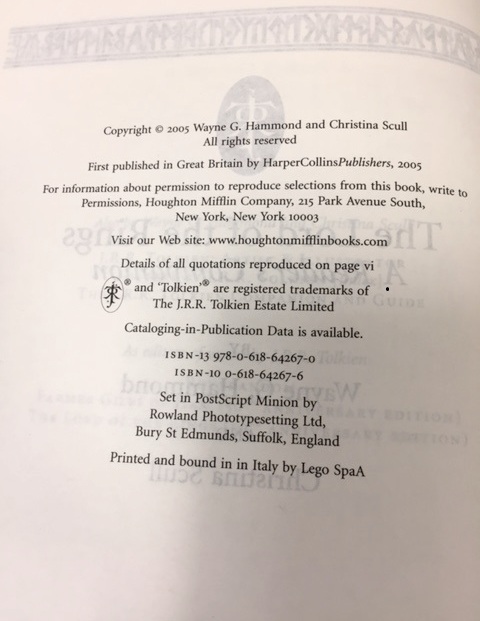 Copyright © 2005 Wayne G. Hammond and Christina Scull
All rights reserved
First published in Great Britain by HarperCollinsPublishers, 2005
For information about permission to reproduce selections from this book, write to
Permissions, Houghton Mifflin Company, 215 Park Avenue South,
New York, New York 10003
Visit our Web site: www.houghtonmifflinbooks.com
Details of all quotations reproduced on page vi
® and ‘Tolkien’® are registered trademarks of
The J.R.R. Tolkien Estate Limited
Cataloging-in-Publication Data is available.
ISBN-13 978-0-618-64267-0
ISBN-10 0-618-64267-6
Set in PostScript Minion by
Rowland Phototypesetting Ltd,
Bury St Edmunds, Suffolk, England
Printed and bound in in Italy by Lego SpaA